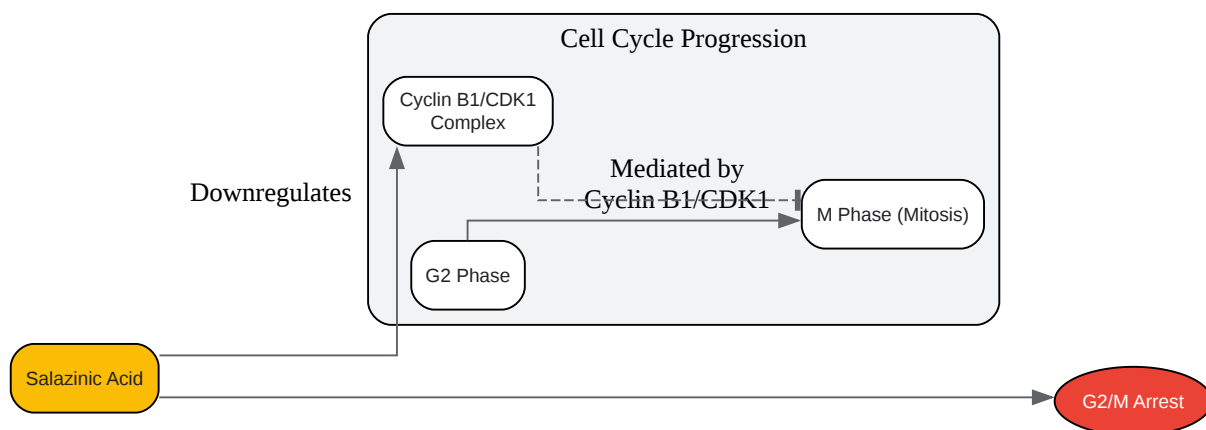 Cell Cycle Progression
Cyclin B1/CDK1
Complex
Downregulates
Mediated by
Cyclin B1/CDK1
M Phase (Mitosis)
G2 Phase
Salazinic Acid
G2/M Arrest